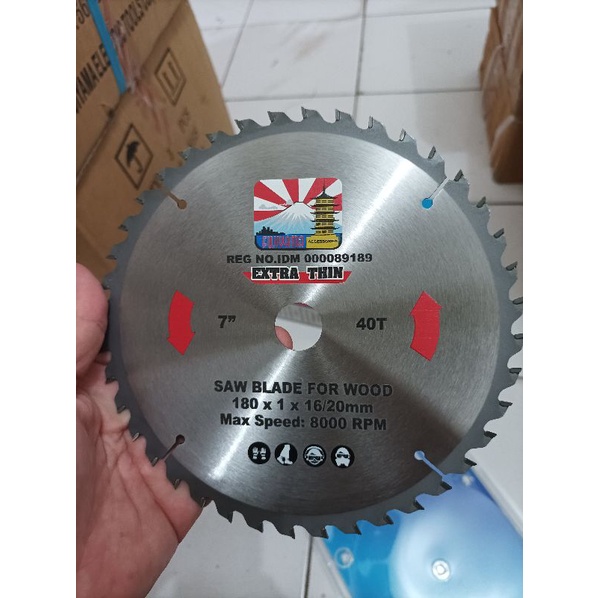 ACCESSORIES
REG NO.IDM 000089189
EXTRA THIN
7”
40T
SAW BLADE FOR WOOD
180 x 1 x 16/20mm
Max Speed: 8000 RPM